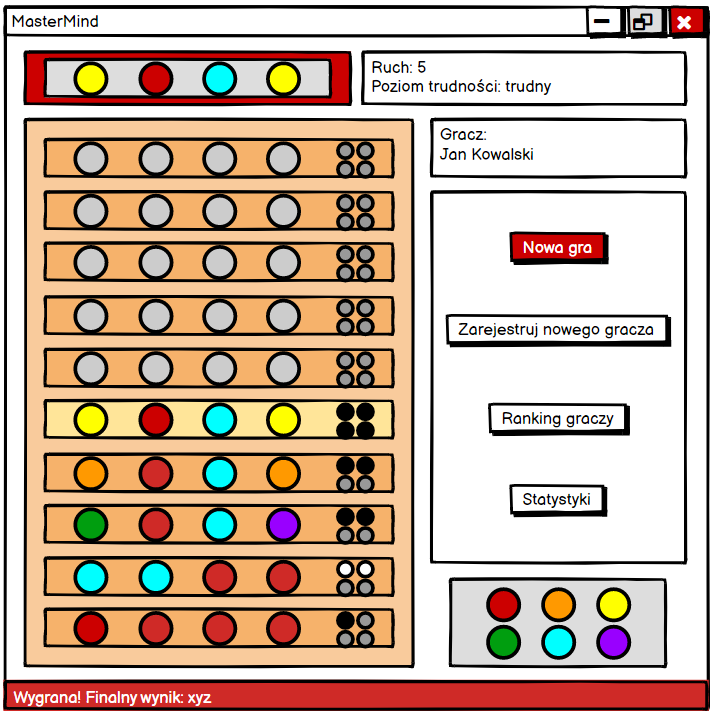 MasterMind
Ruch: 5
Poziom trudności: trudny
Gracz:
Jan Kowalski
Nowa gra
Zarejestruj nowego gracza
Ranking graczy
Statystyki
Wygrana! Finalny wynik: xyz